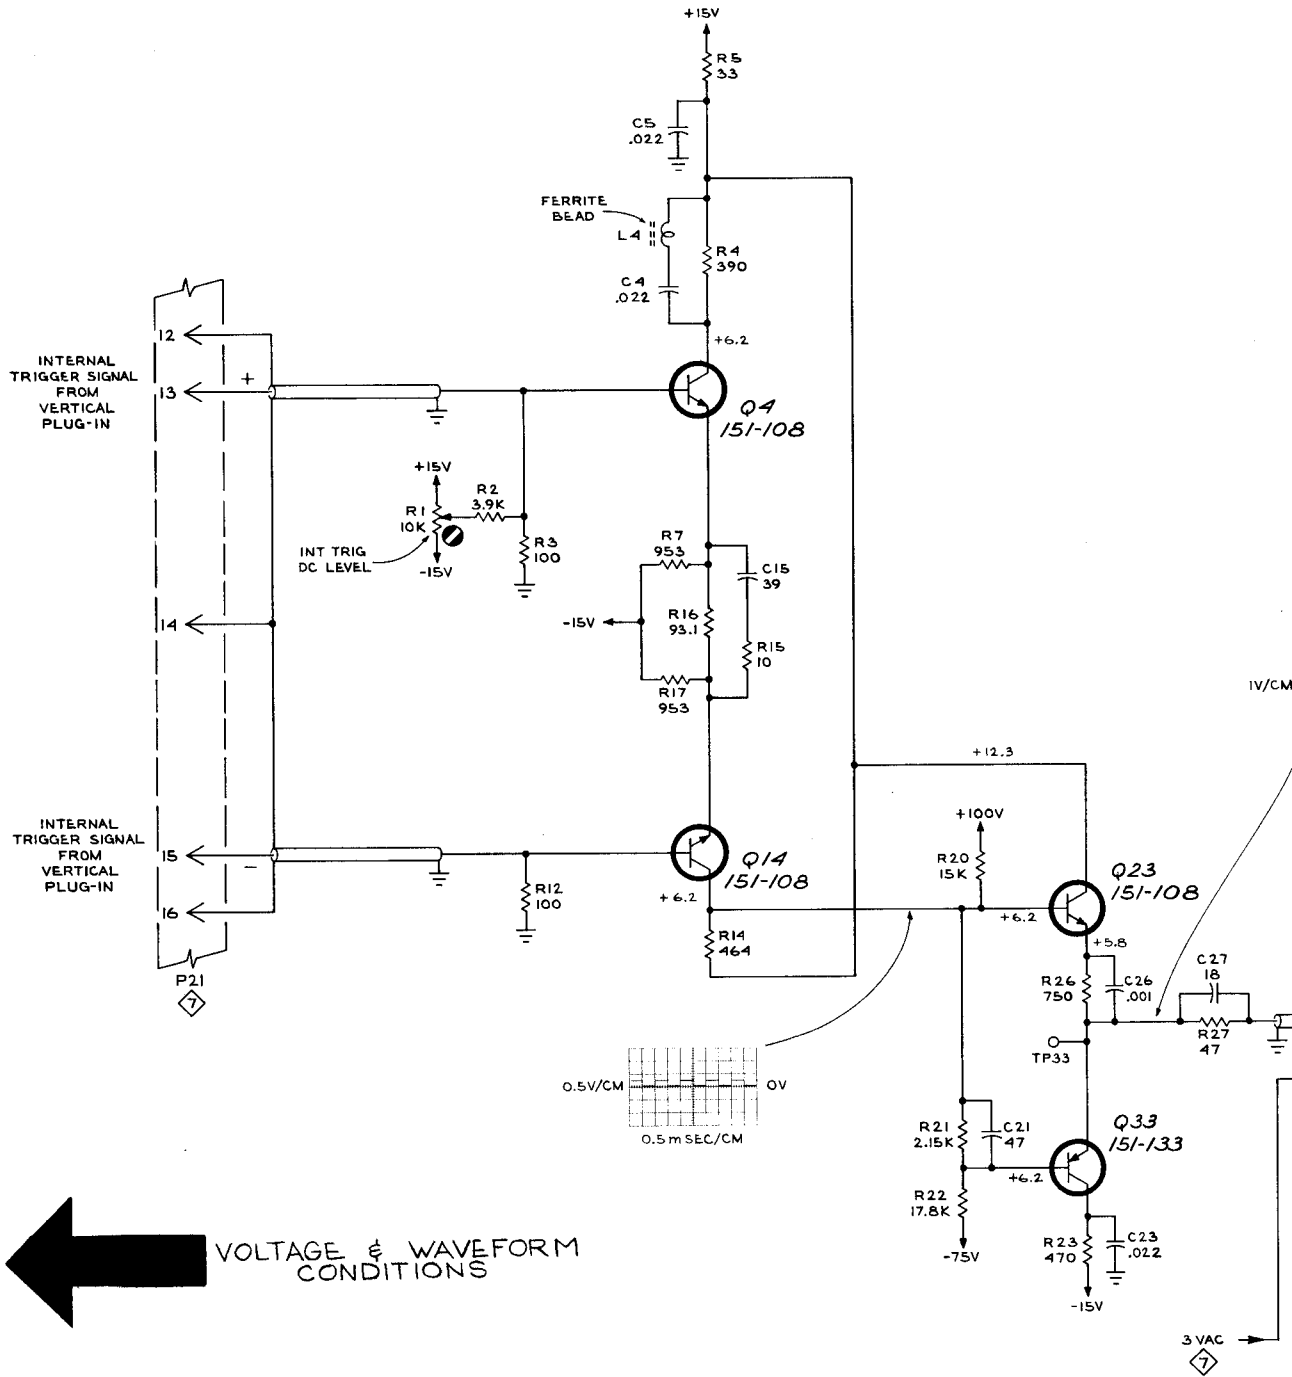 +15V
R5
33
C5
.022
FERRITE
BEAD
L4
R4
390
C4
.022
+6.2
12
INTERNAL
TRIGGER SIGNAL
FROM
VERTICAL
PLUG-IN
13
+
Q4
151-108
+15V
R1
10K
R2
3.9K
R3
100
INT TRIG
DC LEVEL
-15V
R7
953
C15
39
14
-15V
R16
93.1
R15
10
R17
953
1V/CM
+12.3
INTERNAL
TRIGGER SIGNAL
FROM
VERTICAL
PLUG-IN
15
−
16
P21
7
R12
100
Q14
151-108
+6.2
R14
464
+100V
R20
15K
+6.2
Q23
151-108
+5.8
R26
750
C26
.001
C27
18
R27
47
TP33
0.5V/CM
0V
0.5mSEC/CM
R21
2.15K
C21
47
Q33
151-133
+6.2
R22
17.8K
-75V
R23
470
C23
.022
-15V
VOLTAGE & WAVEFORM
CONDITIONS
3 VAC
7